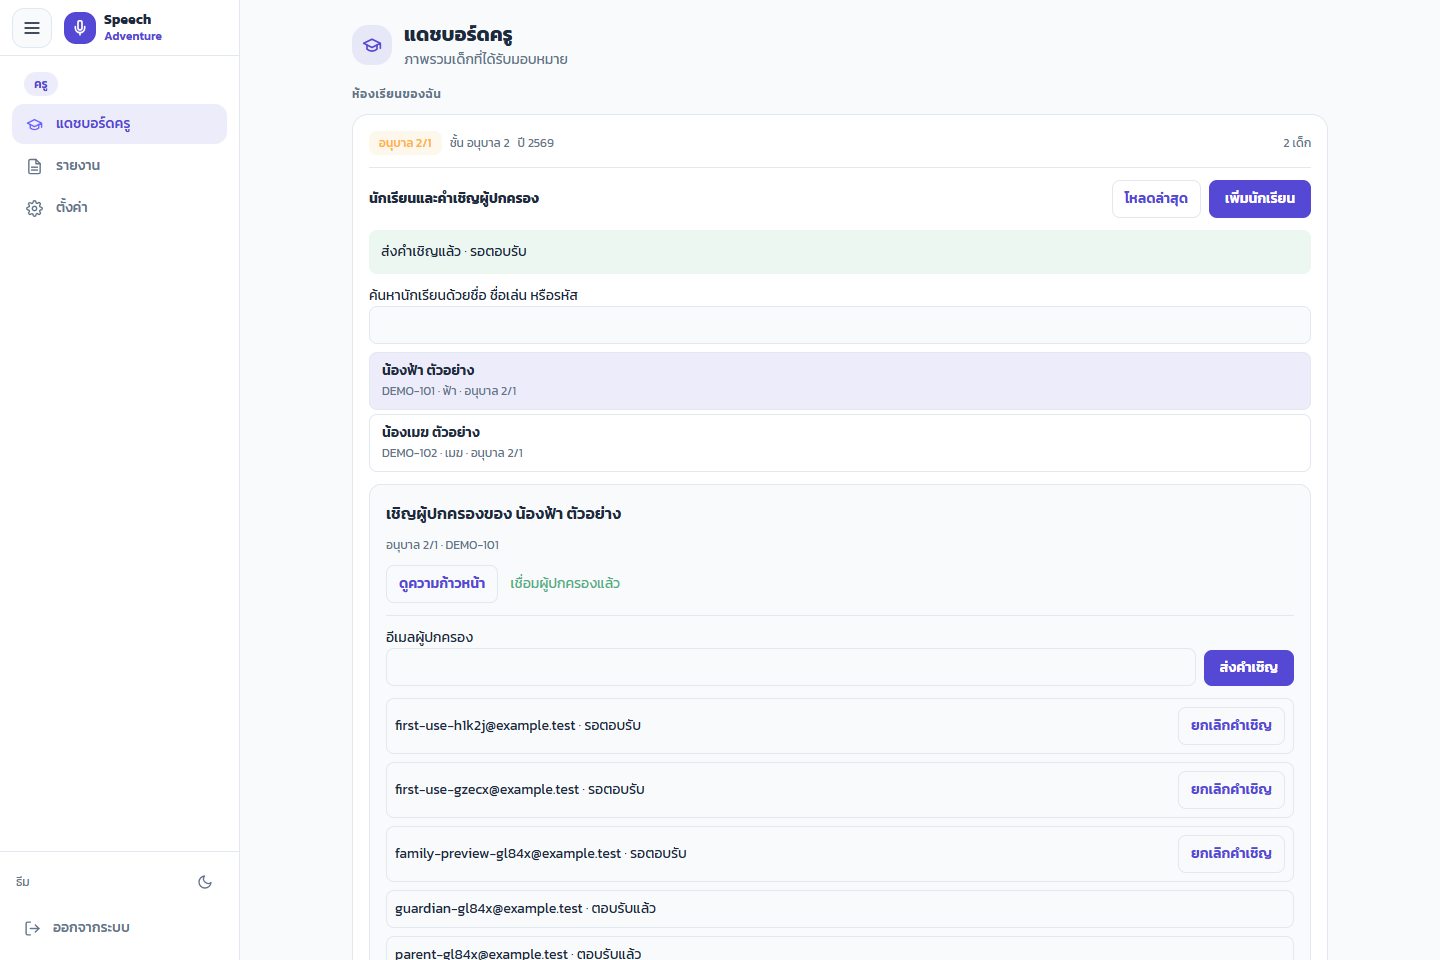 Speech
Adventure
ครู
แดชบอร์ดครู
รายงาน
ตั้งค่า
ธีม
ออกจากระบบ
แดชบอร์ดครู
ภาพรวมเด็กที่ได้รับมอบหมาย
ห้องเรียนของฉัน
อนุบาล 2/1 ชั้น อนุบาล 2 ปี 2569 2 เด็ก
นักเรียนและคำเชิญผู้ปกครอง โหลดล่าสุด เพิ่มนักเรียน
ส่งคำเชิญแล้ว · รอตอบรับ
ค้นหานักเรียนด้วยชื่อ ชื่อเล่น หรือรหัส
น้องฟ้า ตัวอย่าง
DEMO-101 · ฟ้า · อนุบาล 2/1
น้องเมฆ ตัวอย่าง
DEMO-102 · เมฆ · อนุบาล 2/1
เชิญผู้ปกครองของ น้องฟ้า ตัวอย่าง
อนุบาล 2/1 · DEMO-101
ดูความก้าวหน้า เชื่อมผู้ปกครองแล้ว
อีเมลผู้ปกครอง
ส่งคำเชิญ
first-use-h1k2j@example.test · รอตอบรับ ยกเลิกคำเชิญ
first-use-gzecx@example.test · รอตอบรับ ยกเลิกคำเชิญ
family-preview-gl84x@example.test · รอตอบรับ ยกเลิกคำเชิญ
guardian-gl84x@example.test · ตอบรับแล้ว
parent-gl84x@example.test · ตอบรับแล้ว